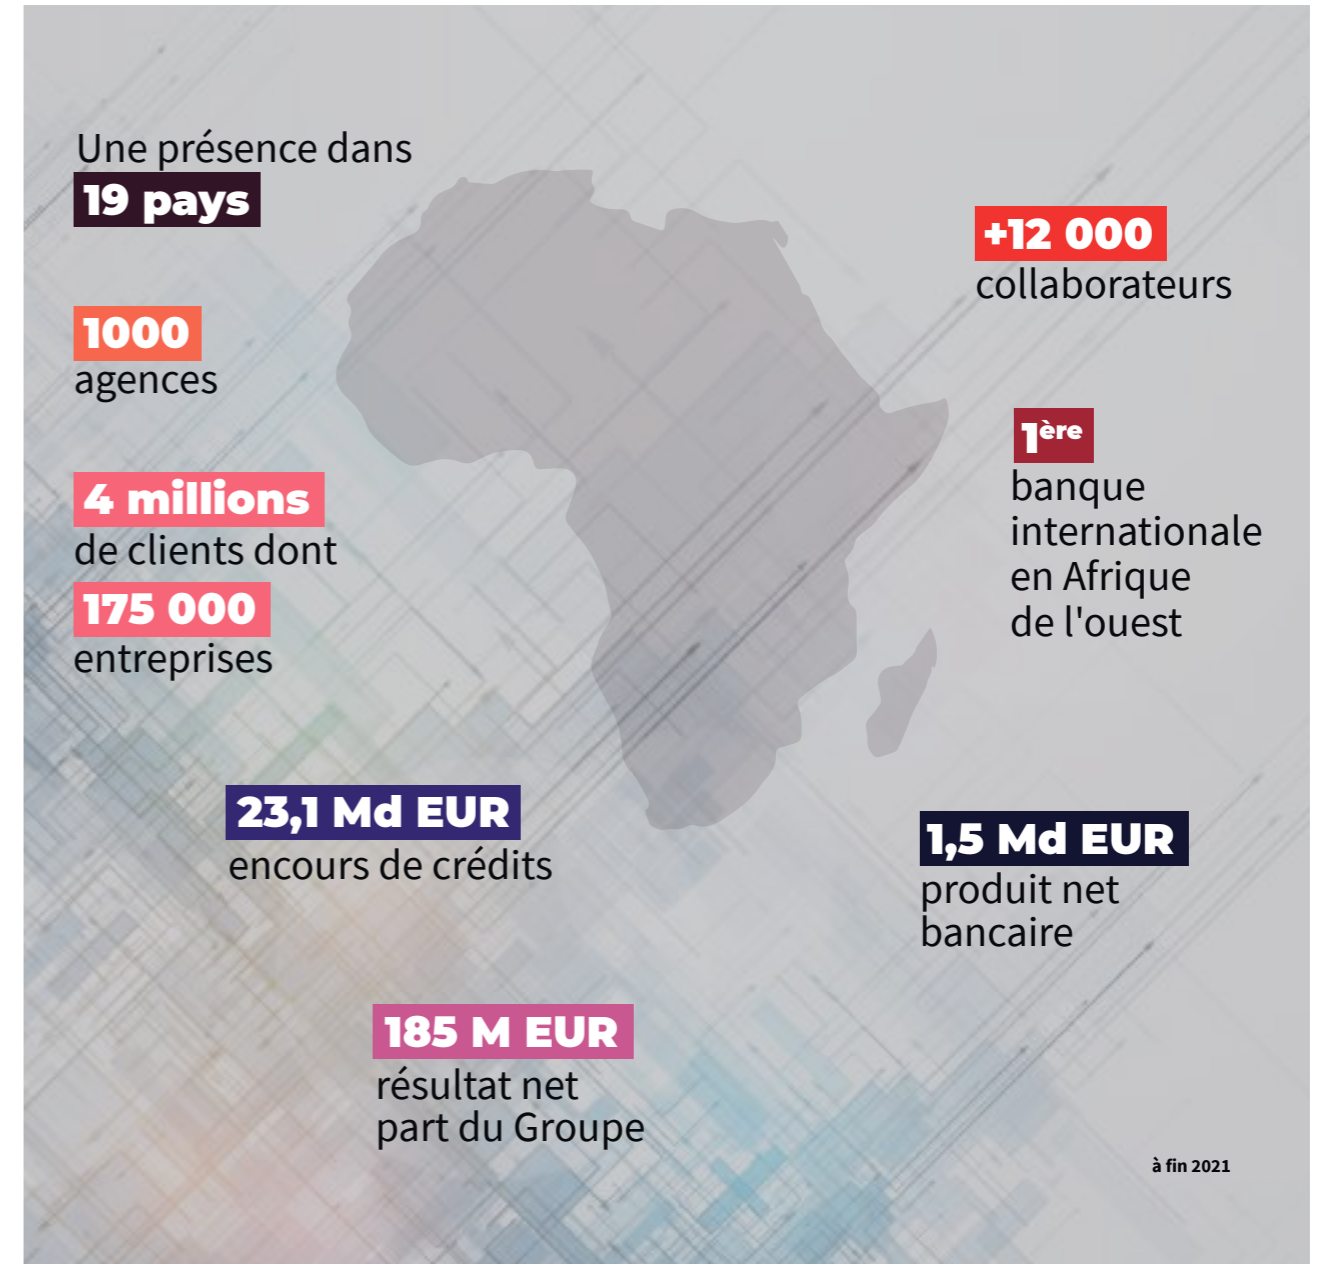 Une présence dans
19 pays
1000
agences
4 millions
de clients dont
175 000
entreprises
+12 000
collaborateurs
1ère
banque
internationale
en Afrique
de l'ouest
23,1 Md EUR
encours de crédits
1,5 Md EUR
produit net
bancaire
185 M EUR
résultat net
part du Groupe
à fin 2021